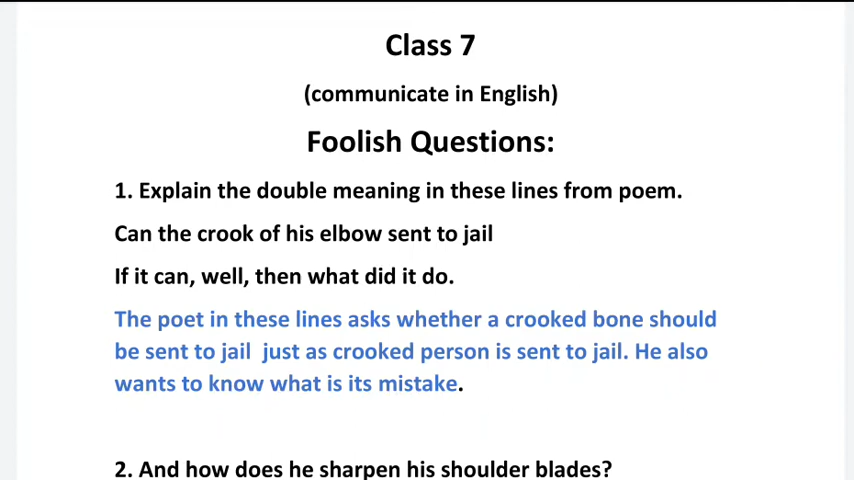 Class 7
(communicate in English)
Foolish Questions:
1. Explain the double meaning in these lines from poem.
Can the crook of his elbow sent to jail
If it can, well, then what did it do.
The poet in these lines asks whether a crooked bone should
be sent to jail  just as crooked person is sent to jail. He also
wants to know what is its mistake.
2. And how does he sharpen his shoulder blades?